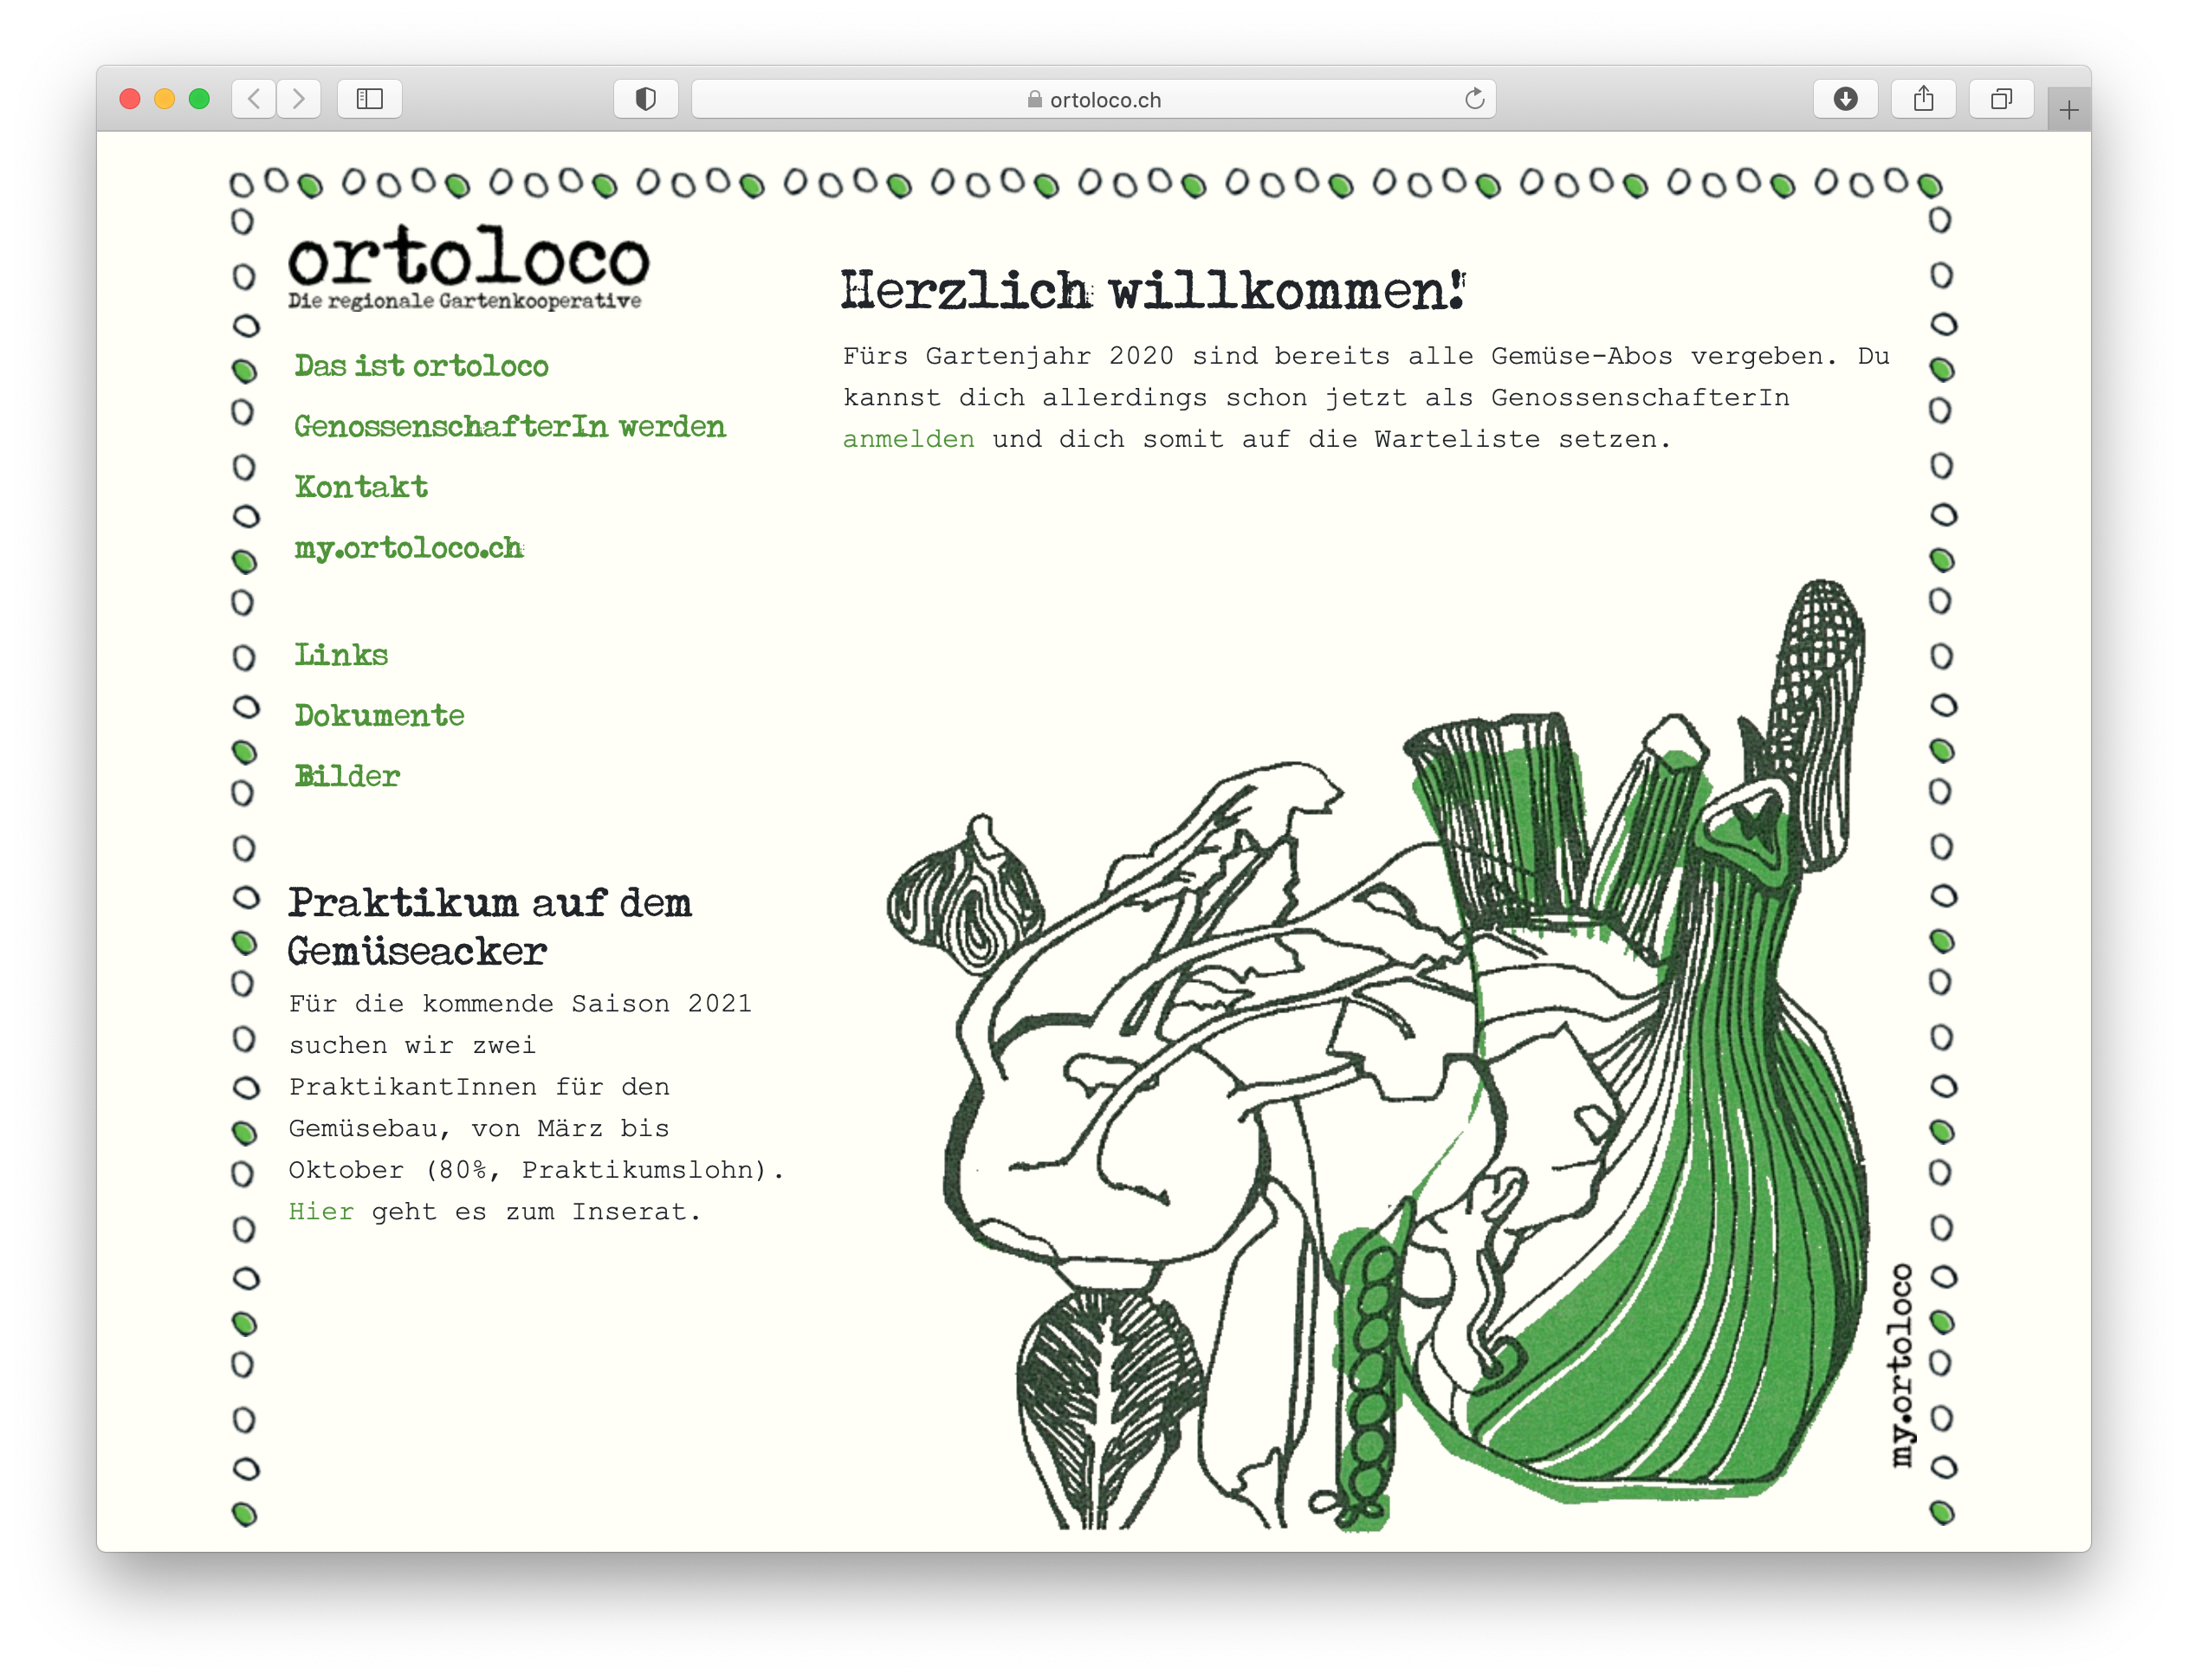 ortoloco.ch
ortoloco
Die regionale Gartenkooperative
Das ist ortoloco
GenossenschafterIn werden
Kontakt
my.ortoloco.ch
Links
Dokumente
Bilder
Praktikum auf dem
Gemüseacker
Für die kommende Saison 2021
suchen wir zwei
PraktikantInnen für den
Gemüsebau, von März bis
Oktober (80%, Praktikumslohn).
Hier geht es zum Inserat.
Herzlich willkommen!
Fürs Gartenjahr 2020 sind bereits alle Gemüse-Abos vergeben. Du
kannst dich allerdings schon jetzt als GenossenschafterIn
anmelden und dich somit auf die Warteliste setzen.
my.ortoloco